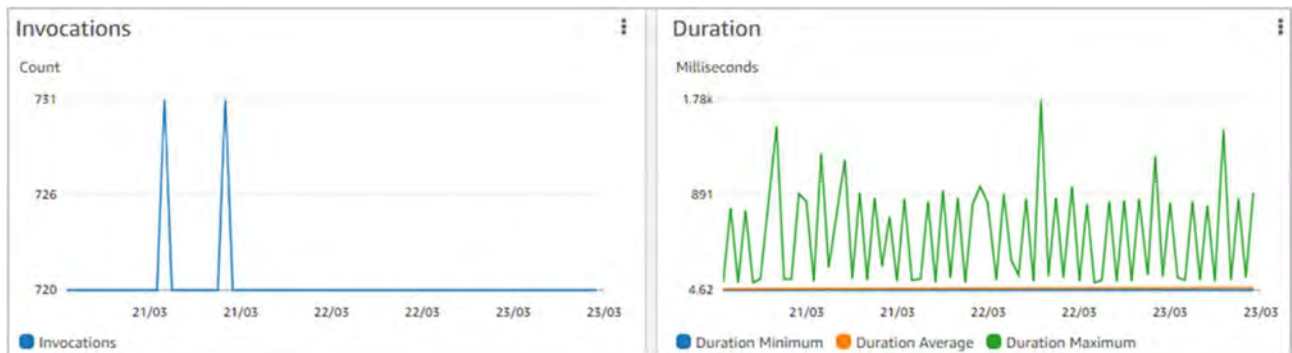 Invocations
Count
731
726
720
21/03 21/03 22/03 22/03 23/03 23/03
Invocations
Duration
Milliseconds
1.78k
891
4.62
21/03 21/03 22/03 22/03 23/03 23/03
Duration Minimum Duration Average Duration Maximum